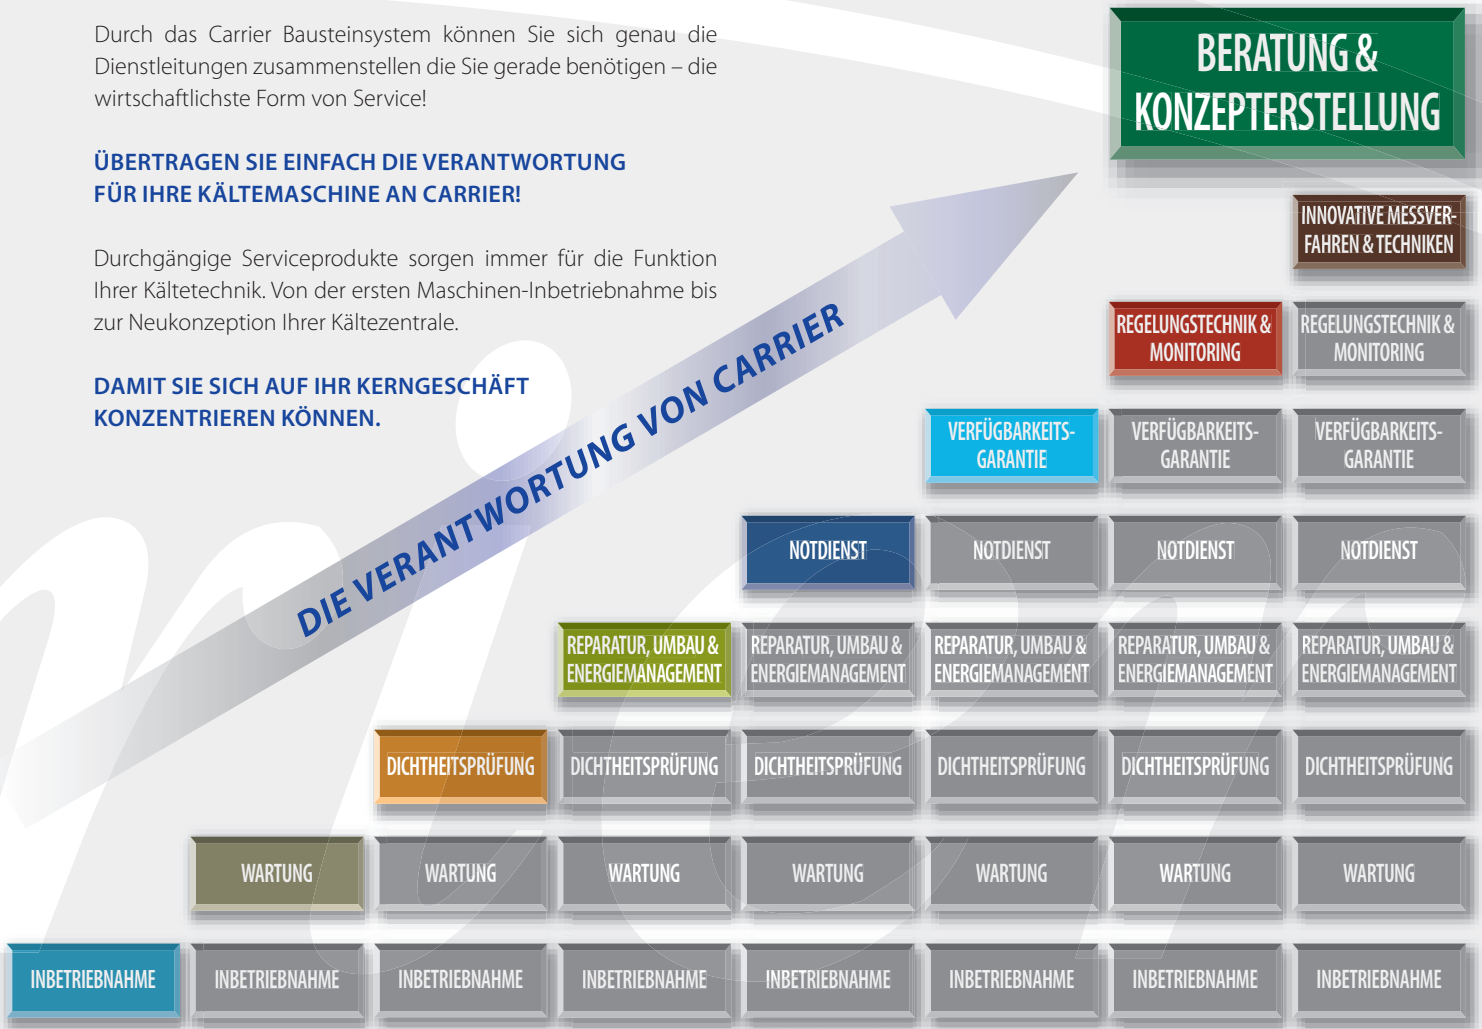 Durch das Carrier Bausteinsystem können Sie sich genau die
Dienstleitungen zusammenstellen die Sie gerade benötigen – die
wirtschaftlichste Form von Service!
ÜBERTRAGEN SIE EINFACH DIE VERANTWORTUNG
FÜR IHRE KÄLTEMASCHINE AN CARRIER!
Durchgängige Serviceprodukte sorgen immer für die Funktion
Ihrer Kältetechnik. Von der ersten Maschinen-Inbetriebnahme bis
zur Neukonzeption Ihrer Kältezentrale.
DAMIT SIE SICH AUF IHR KERNGESCHÄFT
KONZENTRIEREN KÖNNEN.
DIE VERANTWORTUNG VON CARRIER
BERATUNG &
KONZEPTERSTELLUNG
INNOVATIVE MESSVER-
FAHREN & TECHNIKEN
REGELUNGSTECHNIK &
MONITORING
REGELUNGSTECHNIK &
MONITORING
VERFÜGBARKEITS-
GARANTIE
VERFÜGBARKEITS-
GARANTIE
VERFÜGBARKEITS-
GARANTIE
NOTDIENST
NOTDIENST
NOTDIENST
NOTDIENST
REPARATUR, UMBAU &
ENERGIEMANAGEMENT
REPARATUR, UMBAU &
ENERGIEMANAGEMENT
REPARATUR, UMBAU &
ENERGIEMANAGEMENT
REPARATUR, UMBAU &
ENERGIEMANAGEMENT
REPARATUR, UMBAU &
ENERGIEMANAGEMENT
DICHTHEITSPRÜFUNG
DICHTHEITSPRÜFUNG
DICHTHEITSPRÜFUNG
DICHTHEITSPRÜFUNG
DICHTHEITSPRÜFUNG
DICHTHEITSPRÜFUNG
WARTUNG
WARTUNG
WARTUNG
WARTUNG
WARTUNG
WARTUNG
WARTUNG
INBETRIEBNAHME
INBETRIEBNAHME
INBETRIEBNAHME
INBETRIEBNAHME
INBETRIEBNAHME
INBETRIEBNAHME
INBETRIEBNAHME
INBETRIEBNAHME